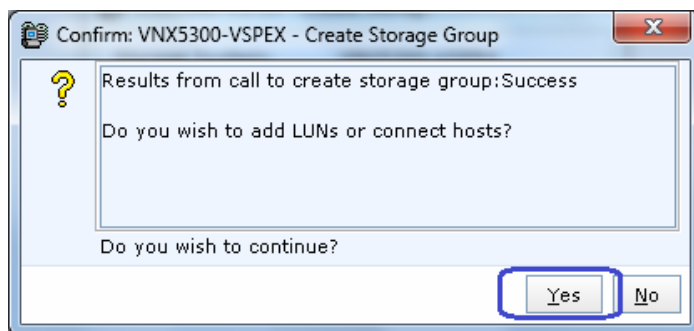 Confirm: VNX5300-VSPEX - Create Storage Group
Results from call to create storage group:Success
Do you wish to add LUNs or connect hosts?
Do you wish to continue?
Yes No